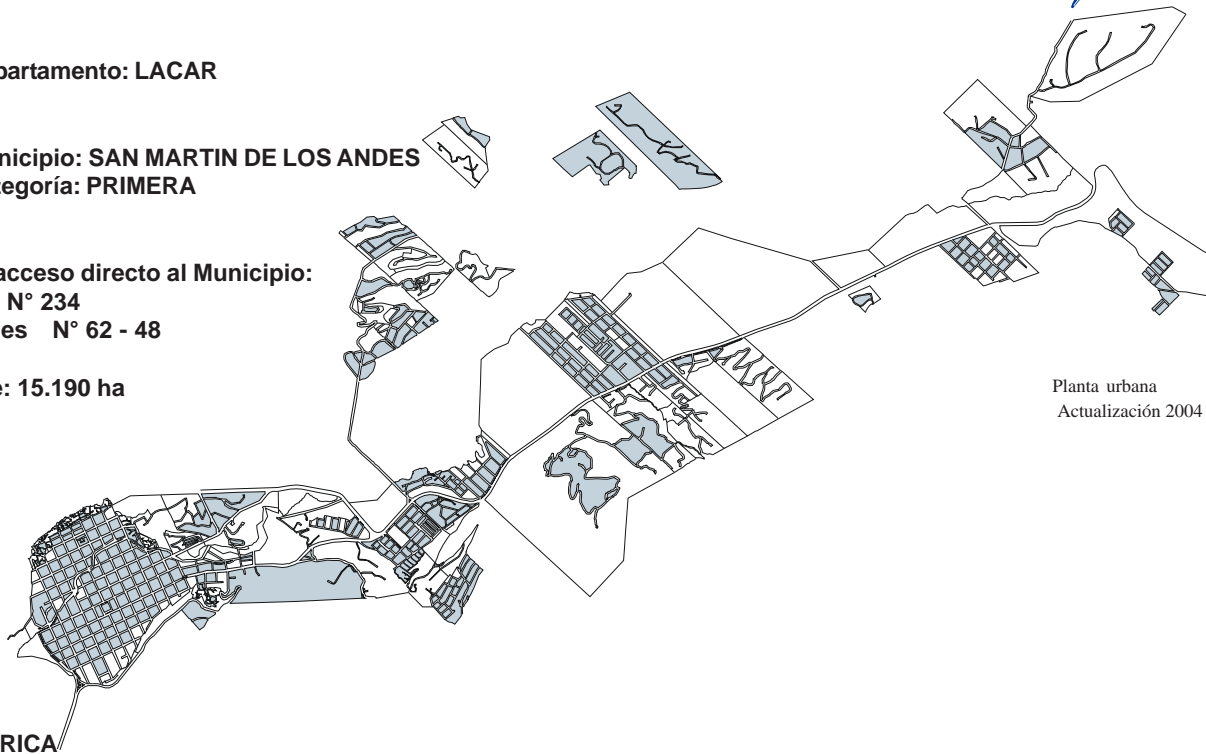 partamento: LACAR
nicipio: SAN MARTIN DE LOS ANDES
tegoría: PRIMERA
acceso directo al Municipio:
N° 234
es N° 62 - 48
e: 15.190 ha
Planta urbana
Actualización 2004
RICA